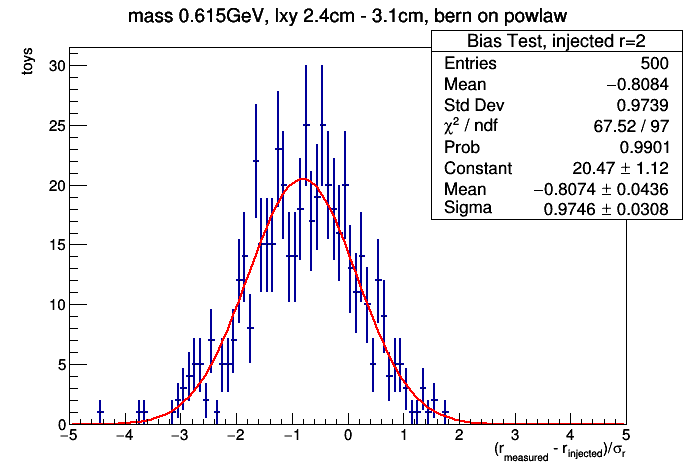 mass 0.615GeV, lxy 2.4cm - 3.1cm, bern on powlaw
toys
Bias Test, injected r=2
Entries 500
Mean −0.8084
Std Dev 0.9739
χ² / ndf 67.52 / 97
Prob 0.9901
Constant 20.47 ± 1.12
Mean −0.8074 ± 0.0436
Sigma 0.9746 ± 0.0308
30
25
20
15
10
5
0
−5 −4 −3 −2 −1 0 1 2 3 4 5
(r_measured - r_injected)/σ_r